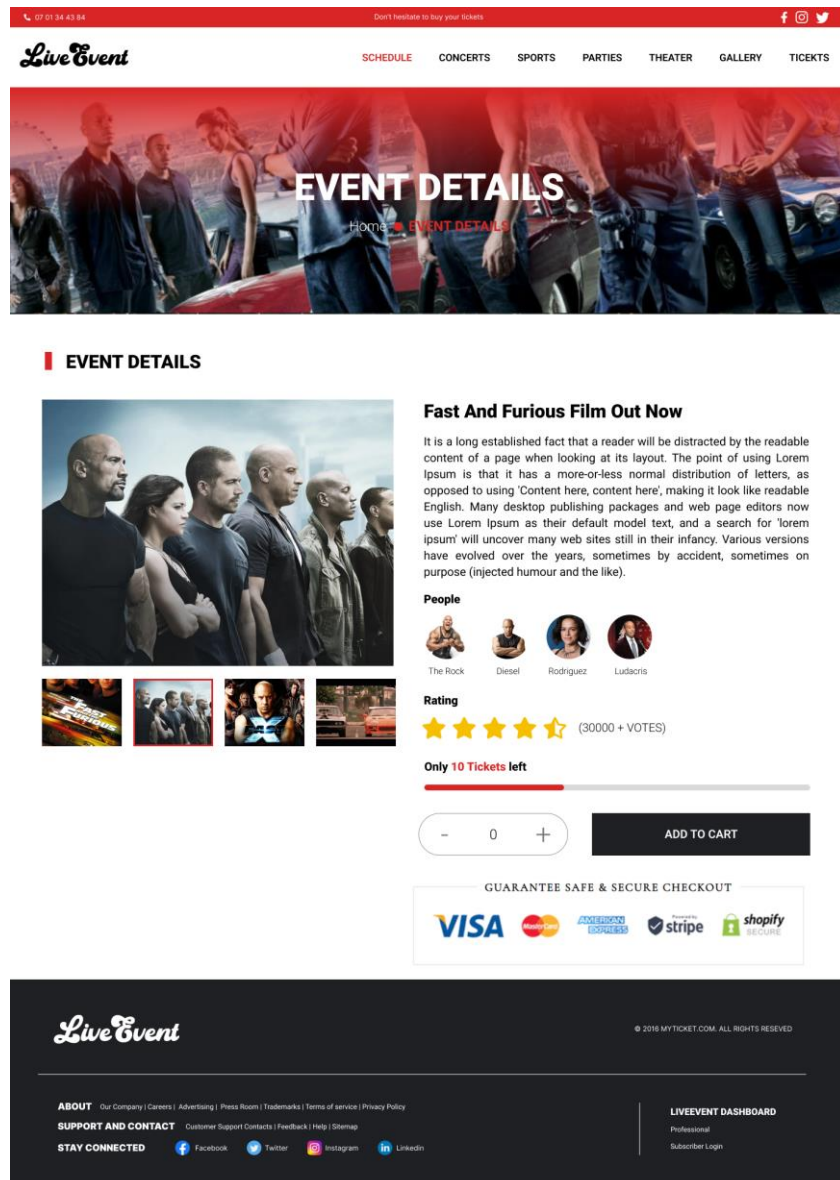 07 01 34 43 84
Don't hesitate to buy your tickets
LiveEvent
SCHEDULE CONCERTS SPORTS PARTIES THEATER GALLERY TICEKTS
EVENT DETAILS
Home EVENT DETAILS
EVENT DETAILS
Fast And Furious Film Out Now
It is a long established fact that a reader will be distracted by the readable
content of a page when looking at its layout. The point of using Lorem
Ipsum is that it has a more-or-less normal distribution of letters, as
opposed to using 'Content here, content here', making it look like readable
English. Many desktop publishing packages and web page editors now
use Lorem Ipsum as their default model text, and a search for 'lorem
ipsum' will uncover many web sites still in their infancy. Various versions
have evolved over the years, sometimes by accident, sometimes on
purpose (injected humour and the like).
People
The Rock Diesel Rodriguez Ludacris
THE FAST
FURIOUS
X
Rating
(30000 + VOTES)
Only 10 Tickets left
- 0 +
ADD TO CART
GUARANTEE SAFE & SECURE CHECKOUT
VISA
MasterCard
AMERICAN
EXPRESS
Powered by
stripe
shopify
SECURE
LiveEvent
© 2016 MYTICKET.COM. ALL RIGHTS RESEVED
ABOUT Our Company | Careers | Advertising | Press Room | Trademarks | Terms of service | Privacy Policy
SUPPORT AND CONTACT Customer Support Contacts | Feedback | Help | Sitemap
STAY CONNECTED Facebook Twitter Instagram in Linkedin
LIVEEVENT DASHBOARD
Professional
Subscriber Login